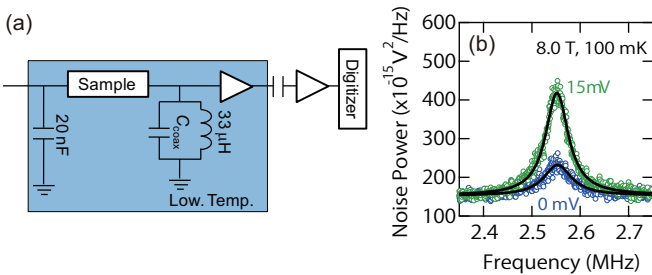 (a)
Sample
20 nF
C_coax
33 μH
Low. Temp.
Digitizer
(b)
8.0 T, 100 mK
15mV
0 mV
Noise Power (x10^-15 V^2/Hz)
600
500
400
300
200
100
2.4 2.5 2.6 2.7
Frequency (MHz)